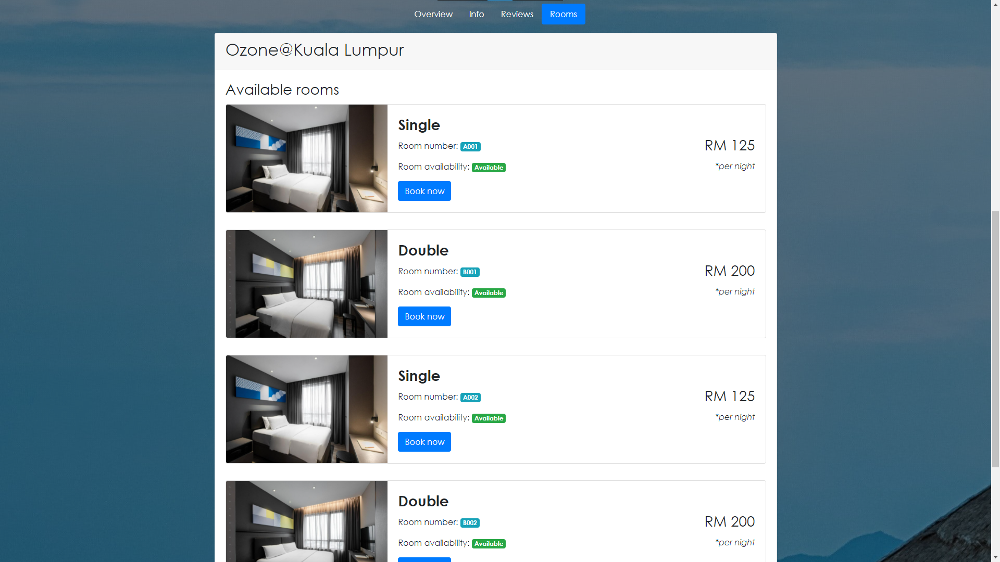 Overview Info Reviews Rooms
Ozone@Kuala Lumpur
Available rooms
Single
Room number: A001
RM 125
Room availability: Available
*per night
Book now
Double
Room number: B001
RM 200
Room availability: Available
*per night
Book now
Single
Room number: A002
RM 125
Room availability: Available
*per night
Book now
Double
Room number: B002
RM 200
Room availability: Available
*per night